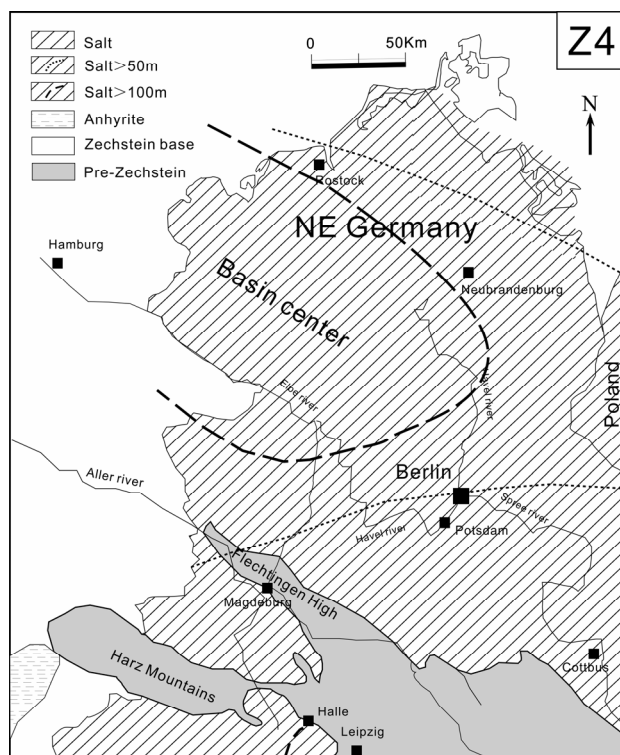 Z4
Salt
Salt>50m
Salt>100m
Anhyrite
Zechstein base
Pre-Zechstein
0 50Km
N
Rostock
NE Germany
Hamburg
Basin center
Neubrandenburg
Poland
Elbe river
Havel river
Aller river
Berlin
Spree river
Havel river
Potsdam
Flechtingen High
Magdeburg
Harz Mountains
Cottbus
Halle
Leipzig